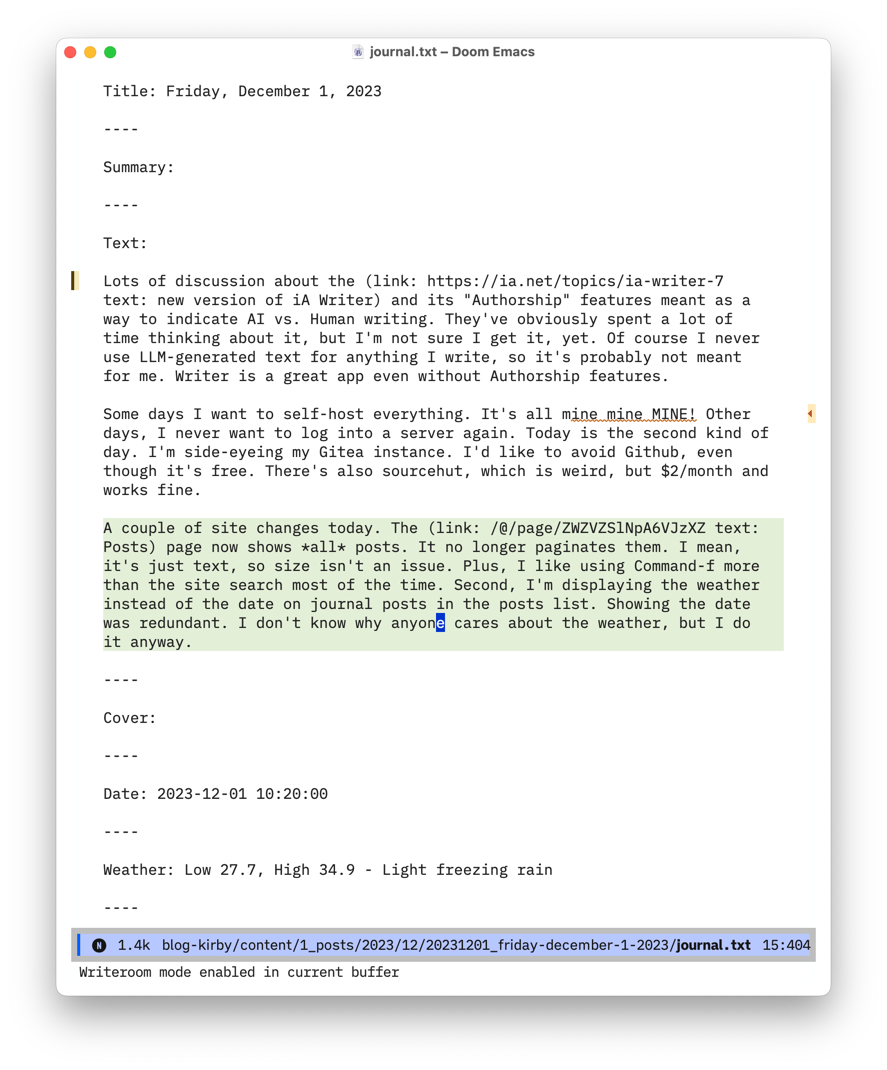 journal.txt – Doom Emacs
Title: Friday, December 1, 2023
----
Summary:
----
Text:
Lots of discussion about the (link: https://ia.net/topics/ia-writer-7
text: new version of iA Writer) and its "Authorship" features meant as a
way to indicate AI vs. Human writing. They've obviously spent a lot of
time thinking about it, but I'm not sure I get it, yet. Of course I never
use LLM-generated text for anything I write, so it's probably not meant
for me. Writer is a great app even without Authorship features.
Some days I want to self-host everything. It's all mine mine MINE! Other
days, I never want to log into a server again. Today is the second kind of
day. I'm side-eyeing my Gitea instance. I'd like to avoid Github, even
though it's free. There's also sourcehut, which is weird, but $2/month and
works fine.
A couple of site changes today. The (link: /@/page/ZWZVZSlNpA6VJzXZ text:
Posts) page now shows *all* posts. It no longer paginates them. I mean,
it's just text, so size isn't an issue. Plus, I like using Command-f more
than the site search most of the time. Second, I'm displaying the weather
instead of the date on journal posts in the posts list. Showing the date
was redundant. I don't know why anyone cares about the weather, but I do
it anyway.
----
Cover:
----
Date: 2023-12-01 10:20:00
----
Weather: Low 27.7, High 34.9 - Light freezing rain
----
N 1.4k blog-kirby/content/1_posts/2023/12/20231201_friday-december-1-2023/journal.txt 15:404
Writeroom mode enabled in current buffer